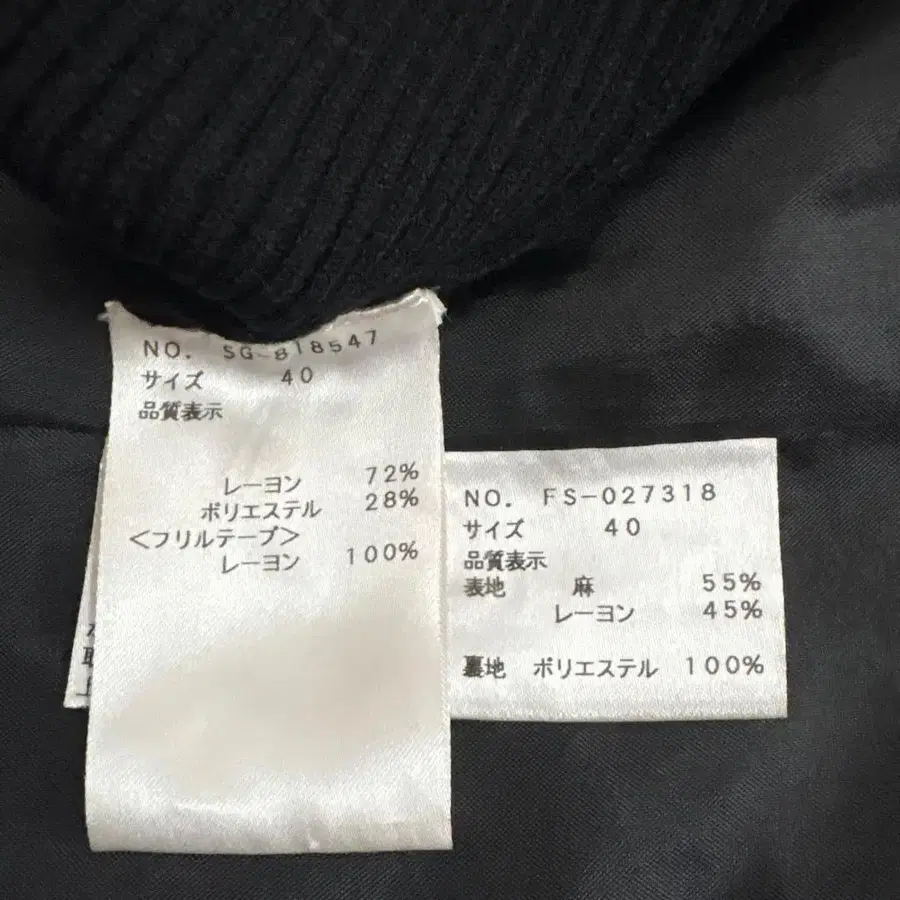 NO. SG-818547
サイズ 40
品質表示
レーヨン 72%
ポリエステル 28%
<フリルテープ>
レーヨン 100%
NO. FS-027318
サイズ 40
品質表示
表地 麻 55%
レーヨン 45%
裏地 ポリエステル 100%